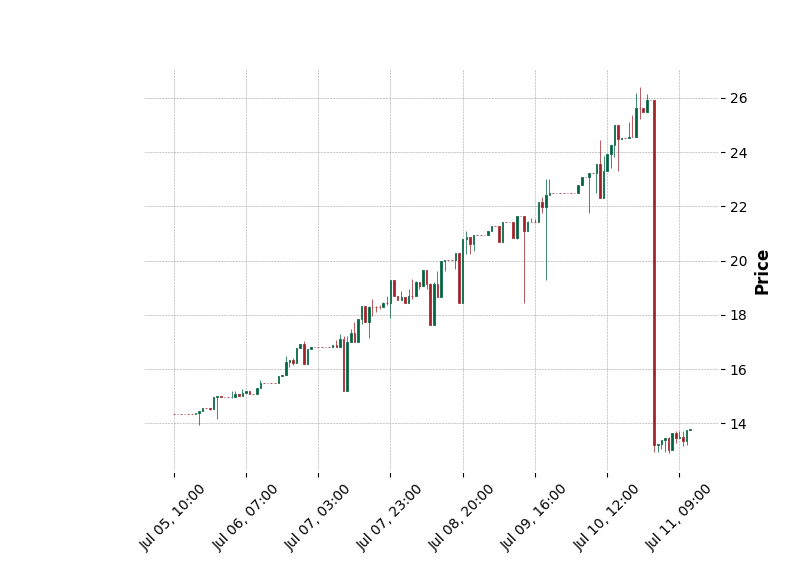 26
24
22
20
18
16
14
Price
Jul 05, 10:00
Jul 06, 07:00
Jul 07, 03:00
Jul 07, 23:00
Jul 08, 20:00
Jul 09, 16:00
Jul 10, 12:00
Jul 11, 09:00